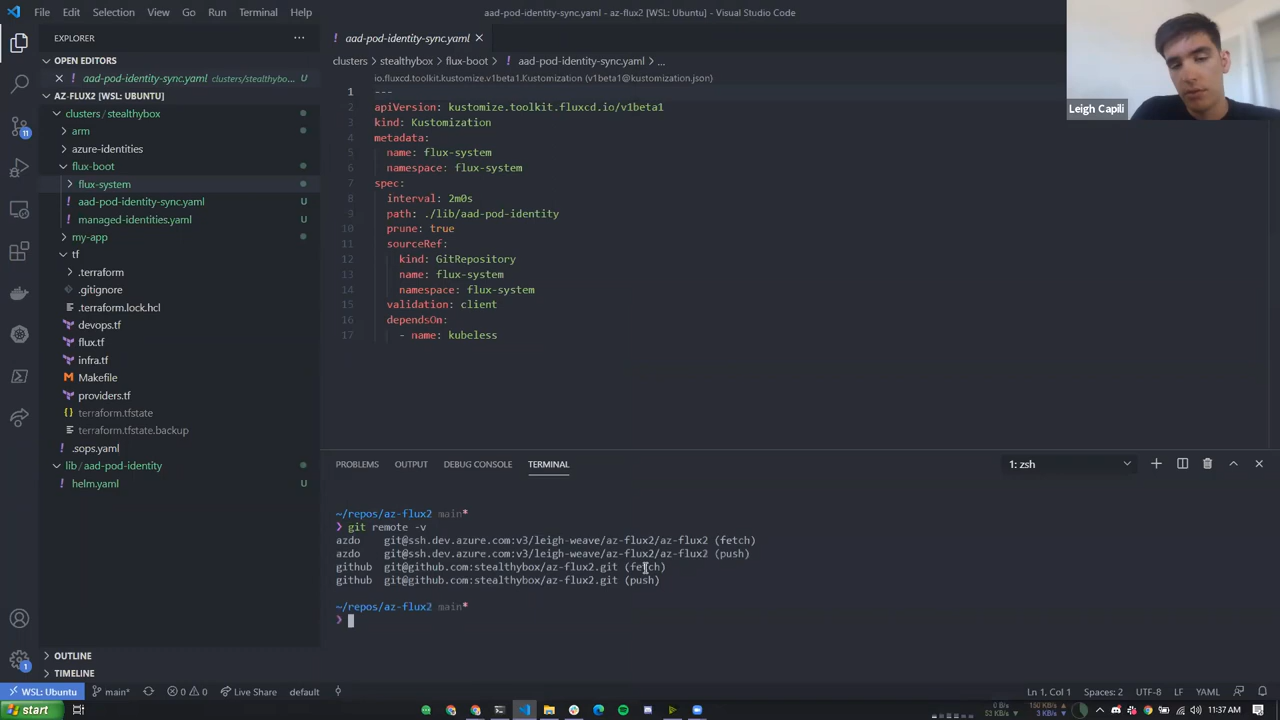 File Edit Selection View Go Run Terminal Help
aad-pod-identity-sync.yaml - az-flux2 [WSL: Ubuntu] - Visual Studio Code
EXPLORER
OPEN EDITORS
aad-pod-identity-sync.yaml clusters/stealthybo...
AZ-FLUX2 [WSL: UBUNTU]
clusters / stealthybox
arm
azure-identities
flux-boot
flux-system
aad-pod-identity-sync.yaml U
managed-identities.yaml U
my-app
tf
.terraform
.gitignore
.terraform.lock.hcl
devops.tf
flux.tf
infra.tf
Makefile
providers.tf
terraform.tfstate
terraform.tfstate.backup
.sops.yaml
lib / aad-pod-identity
helm.yaml U
OUTLINE
TIMELINE
11
1
aad-pod-identity-sync.yaml
clusters > stealthybox > flux-boot > aad-pod-identity-sync.yaml > ...
io.fluxcd.toolkit.kustomize.v1beta1.Kustomization (v1beta1@kustomization.json)
1 ---
2 apiVersion: kustomize.toolkit.fluxcd.io/v1beta1
3 kind: Kustomization
4 metadata:
5 name: flux-system
6 namespace: flux-system
7 spec:
8 interval: 2m0s
9 path: ./lib/aad-pod-identity
10 prune: true
11 sourceRef:
12 kind: GitRepository
13 name: flux-system
14 namespace: flux-system
15 validation: client
16 dependsOn:
17 - name: kubeless
Leigh Capili
PROBLEMS OUTPUT DEBUG CONSOLE TERMINAL
1: zsh
~/repos/az-flux2 main*
❯ git remote -v
azdo git@ssh.dev.azure.com:v3/leigh-weave/az-flux2/az-flux2 (fetch)
azdo git@ssh.dev.azure.com:v3/leigh-weave/az-flux2/az-flux2 (push)
github git@github.com:stealthybox/az-flux2.git (fetch)
github git@github.com:stealthybox/az-flux2.git (push)
~/repos/az-flux2 main*
❯
WSL: Ubuntu main* 0 0 Live Share default
Ln 1, Col 1 Spaces: 2 UTF-8 LF YAML
start
0 B/s
53 KB/s
150 KB/s
3 KB/s
11:37 AM